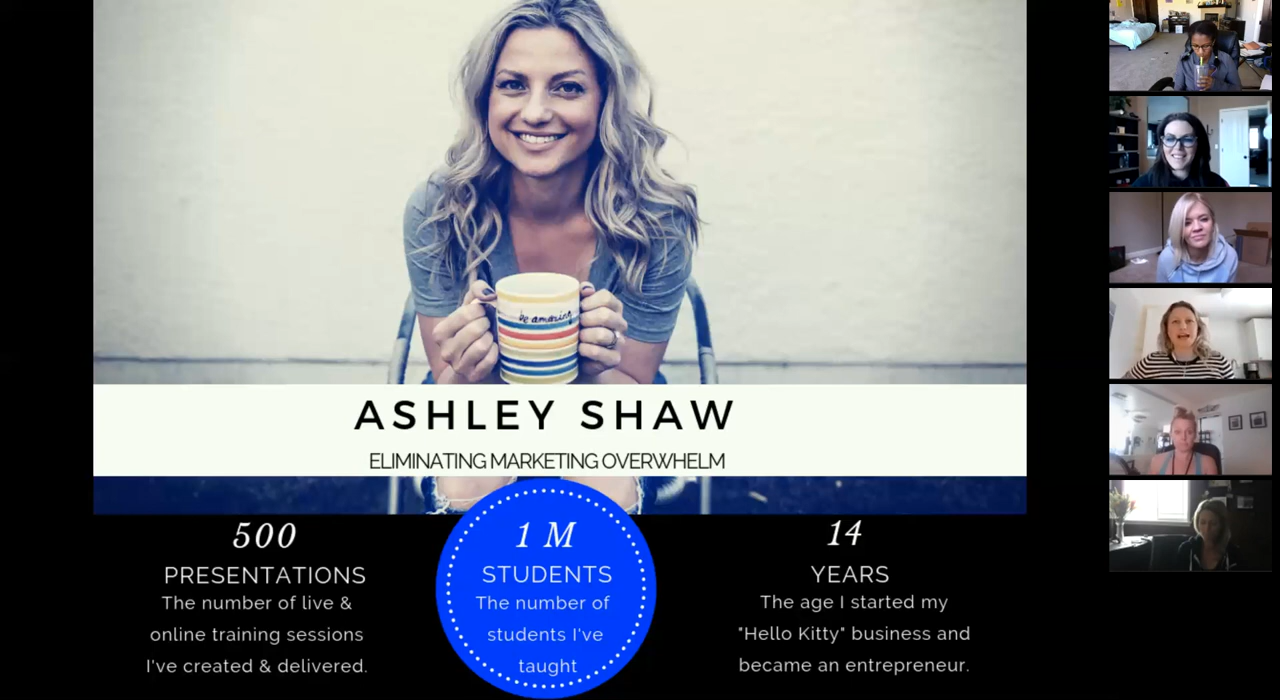 be amazing
ASHLEY SHAW
ELIMINATING MARKETING OVERWHELM
500
PRESENTATIONS
The number of live &
online training sessions
I've created & delivered.
1 M
STUDENTS
The number of
students I've
taught
14
YEARS
The age I started my
"Hello Kitty" business and
became an entrepreneur.